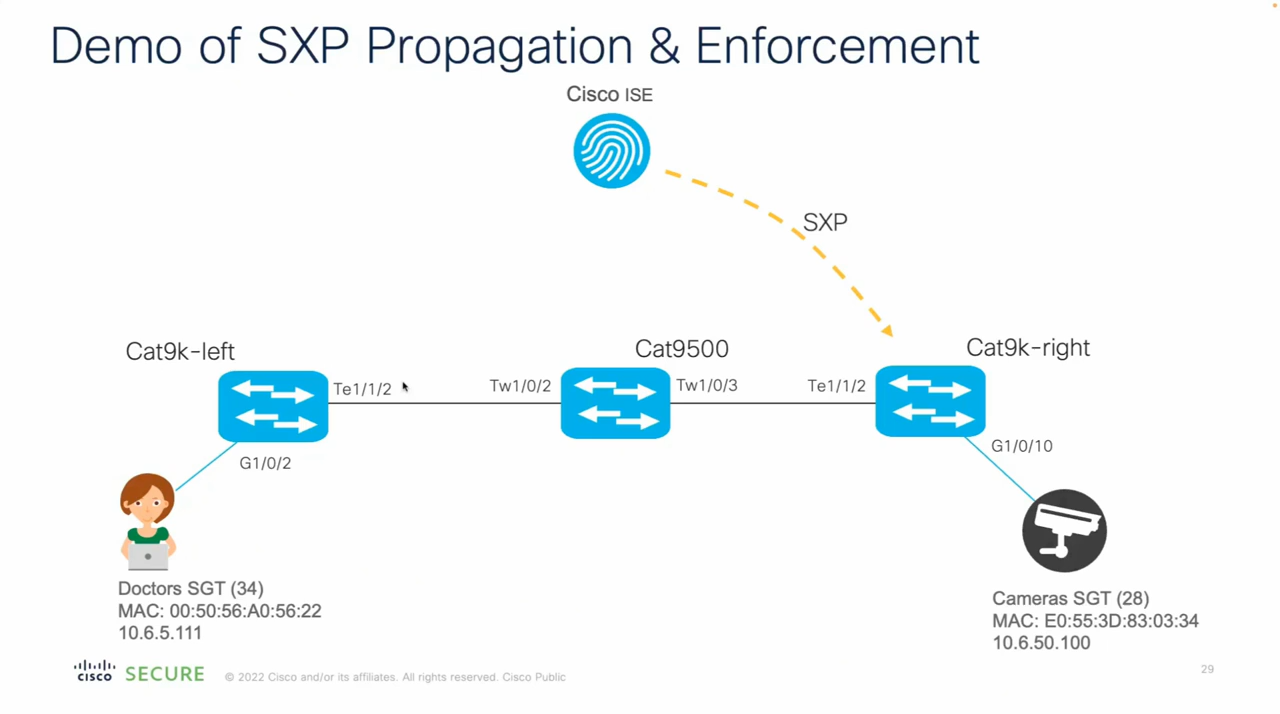 Demo of SXP Propagation & Enforcement
Cisco ISE
SXP
Cat9k-left
Cat9500
Cat9k-right
Te1/1/2
Tw1/0/2
Tw1/0/3
Te1/1/2
G1/0/2
G1/0/10
Doctors SGT (34)
MAC: 00:50:56:A0:56:22
10.6.5.111
Cameras SGT (28)
MAC: E0:55:3D:83:03:34
10.6.50.100
cisco SECURE
© 2022 Cisco and/or its affiliates. All rights reserved. Cisco Public
29